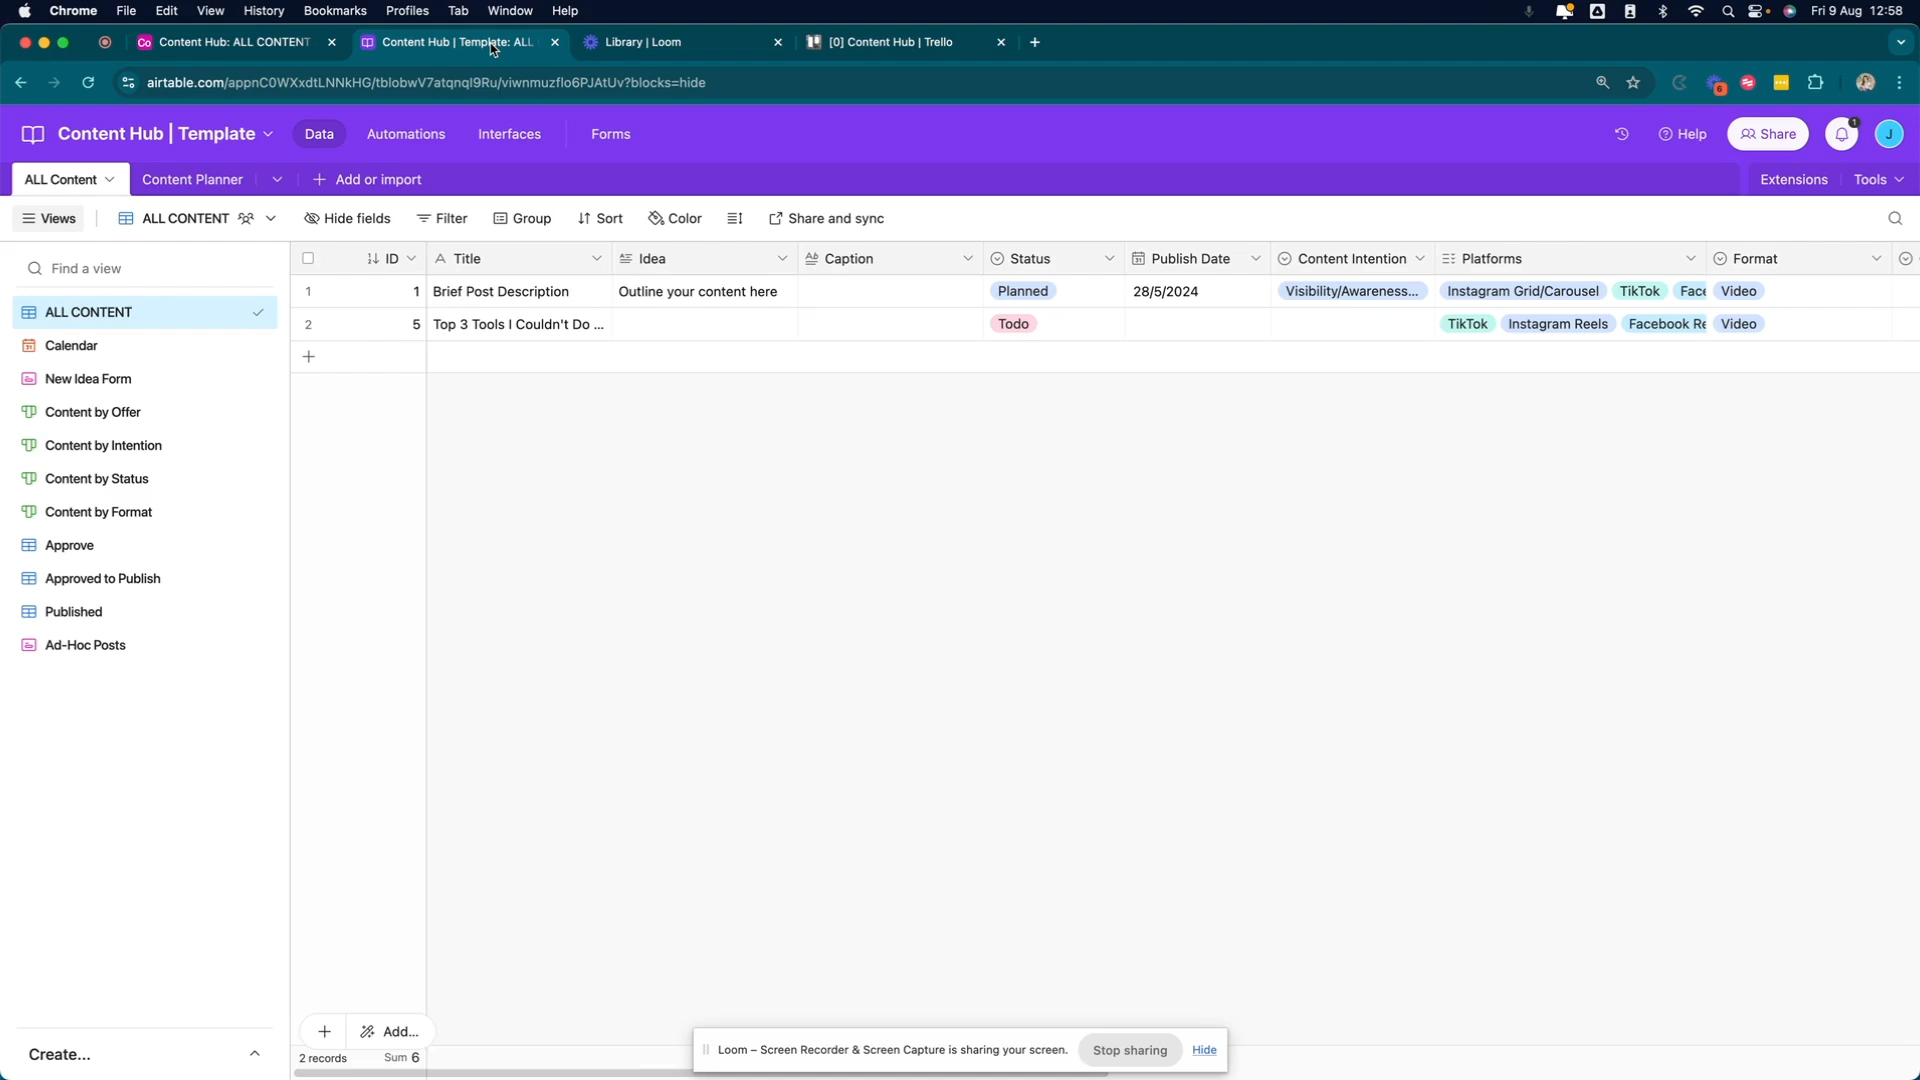 Chrome File Edit View History Bookmarks Profiles Tab Window Help Fri 9 Aug 12:58
Co Content Hub: ALL CONTENT Content Hub | Template: ALL Library | Loom [0] Content Hub | Trello
airtable.com/appnC0WXxdtLNNkHG/tblobwV7atqnqI9Ru/viwnmuzflo6PJAtUv?blocks=hide 6
Content Hub | Template Data Automations Interfaces Forms Help Share 1 J
ALL Content Content Planner Add or import Extensions Tools
Views ALL CONTENT Hide fields Filter Group Sort Color Share and sync
Find a view
ID Title Idea Caption Status Publish Date Content Intention Platforms Format
1 1 Brief Post Description Outline your content here Planned 28/5/2024 Visibility/Awareness... Instagram Grid/Carousel TikTok Face Video
2 5 Top 3 Tools I Couldn't Do ... Todo TikTok Instagram Reels Facebook Re Video
ALL CONTENT
Calendar
New Idea Form
Content by Offer
Content by Intention
Content by Status
Content by Format
Approve
Approved to Publish
Published
Ad-Hoc Posts
Create...
Add...
2 records Sum 6
Loom – Screen Recorder & Screen Capture is sharing your screen. Stop sharing Hide